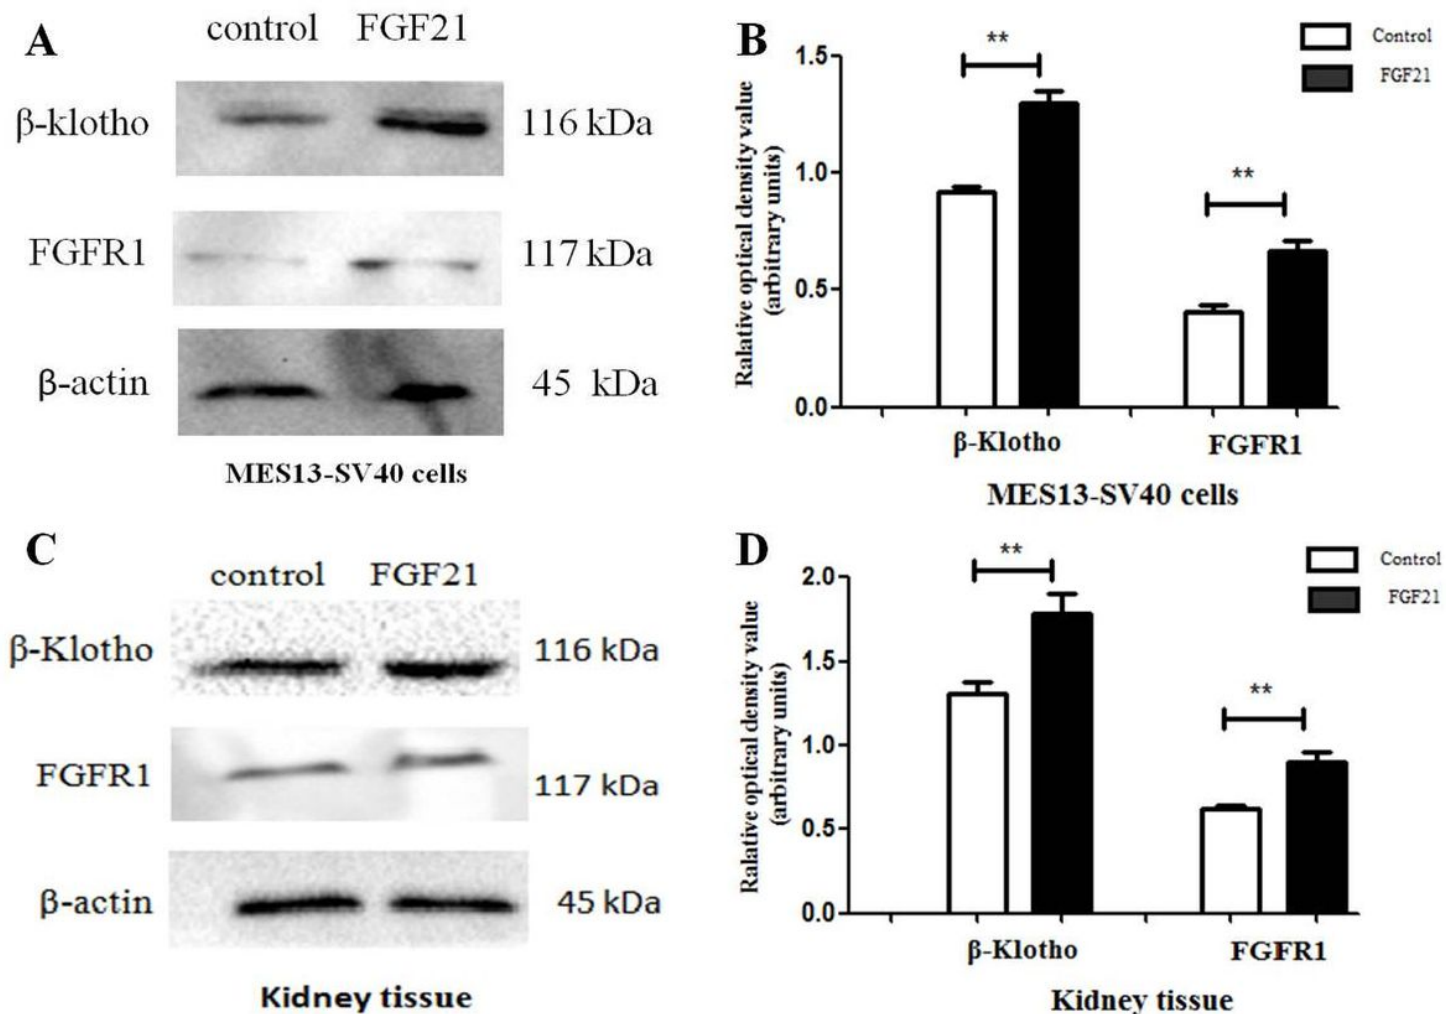 A
control FGF21
β-klotho 116 kDa
FGFR1 117 kDa
β-actin 45 kDa
MES13-SV40 cells
B
Control
FGF21
**
**
1.5
1.0
0.5
0.0
Ralative optical density value
(arbitrary units)
β-Klotho FGFR1
MES13-SV40 cells
C
control FGF21
β-Klotho 116 kDa
FGFR1 117 kDa
β-actin 45 kDa
Kidney tissue
D
Control
FGF21
**
**
2.0
1.5
1.0
0.5
0.0
Ralative optical density value
(arbitrary units)
β-Klotho FGFR1
Kidney tissue